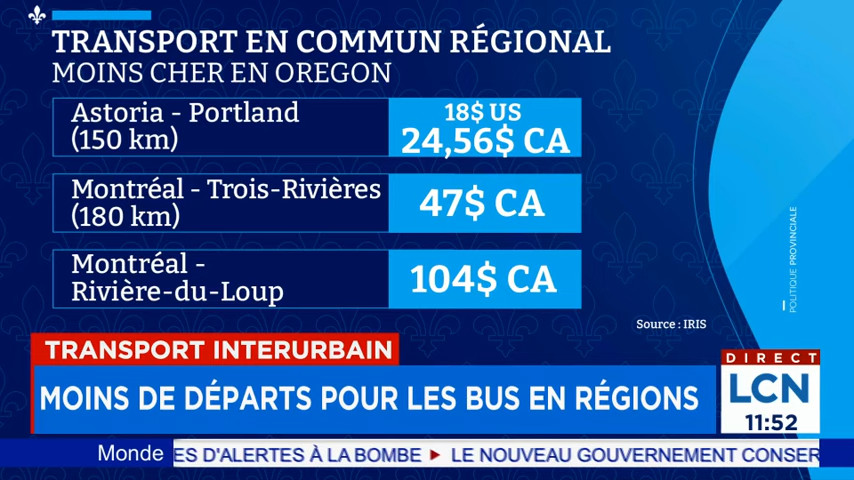 TRANSPORT EN COMMUN RÉGIONAL
MOINS CHER EN OREGON
Astoria - Portland
(150 km)
18$ US
24,56$ CA
Montréal - Trois-Rivières
(180 km)
47$ CA
Montréal -
Rivière-du-Loup
104$ CA
POLITIQUE PROVINCIALE
Source : IRIS
TRANSPORT INTERURBAIN
MOINS DE DÉPARTS POUR LES BUS EN RÉGIONS
DIRECT
LCN
11:52
Monde
ES D'ALERTES À LA BOMBE ► LE NOUVEAU GOUVERNEMENT CONSER